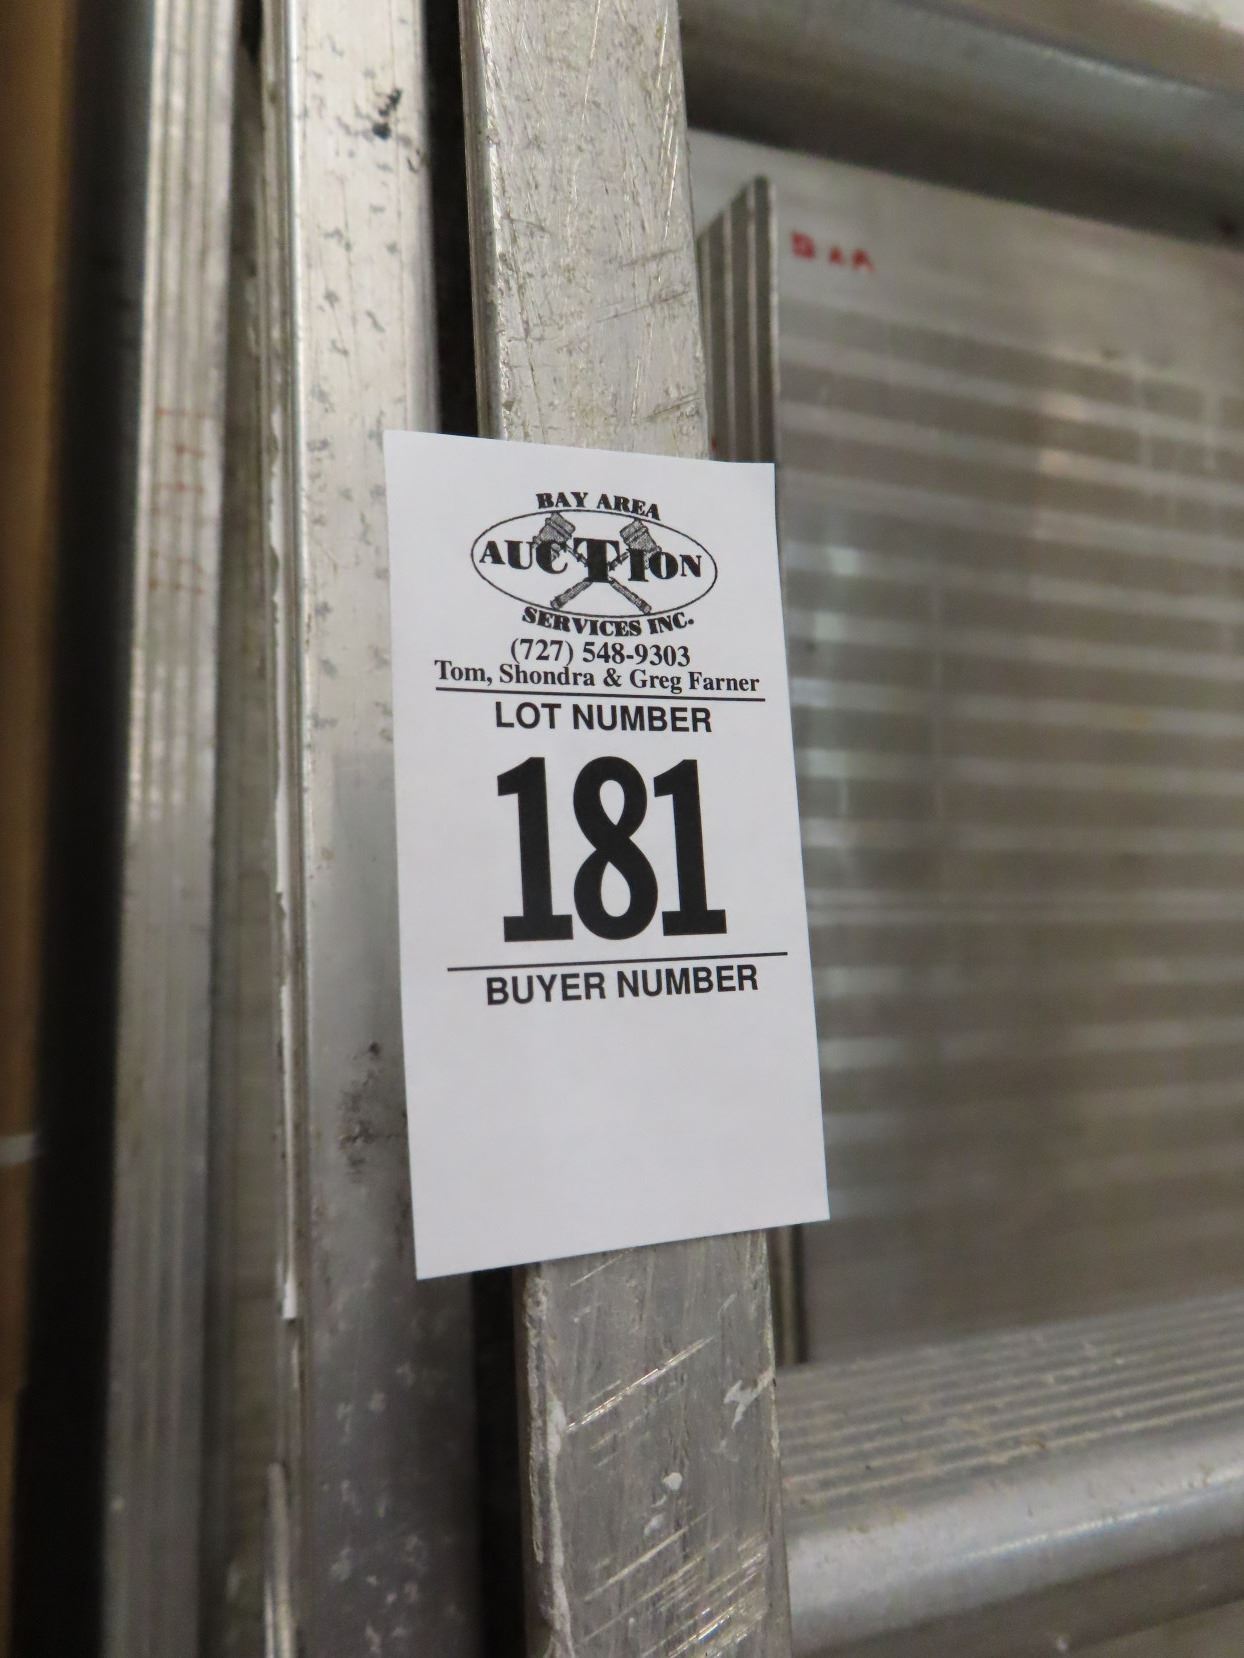 BAY AREA
AUCTION
SERVICES INC.
(727) 548-9303
Tom, Shondra & Greg Farner
LOT NUMBER
181
BUYER NUMBER